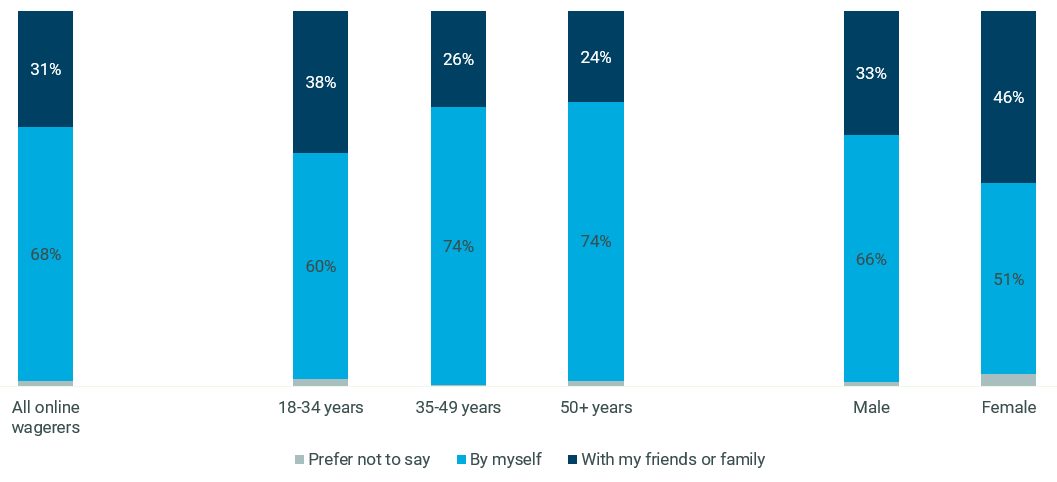 31%
38%
26%
24%
33%
46%
68%
60%
74%
74%
66%
51%
All online
wagerers
18-34 years
35-49 years
50+ years
Male
Female
Prefer not to say
By myself
With my friends or family